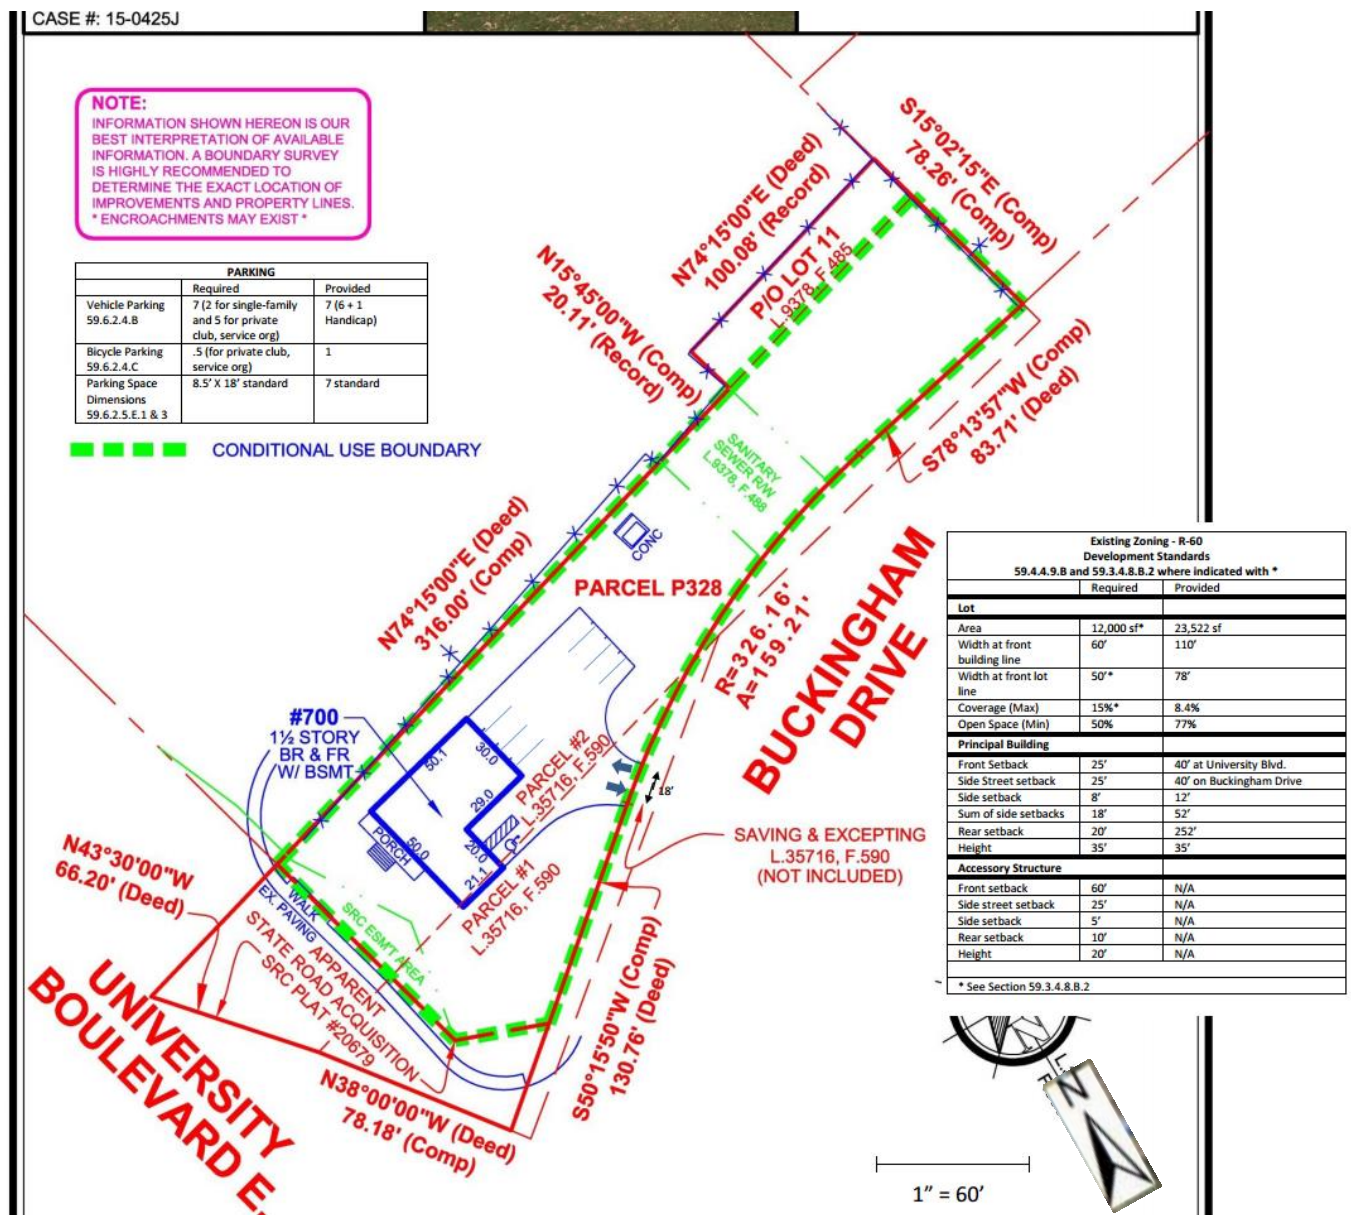 CASE #: 15-0425J
NOTE:
INFORMATION SHOWN HEREON IS OUR
BEST INTERPRETATION OF AVAILABLE
INFORMATION. A BOUNDARY SURVEY
IS HIGHLY RECOMMENDED TO
DETERMINE THE EXACT LOCATION OF
IMPROVEMENTS AND PROPERTY LINES.
* ENCROACHMENTS MAY EXIST *
PARKING
Required Provided
Vehicle Parking 7 (2 for single-family 7 (6 + 1
59.6.2.4.B and 5 for private Handicap)
club, service org)
Bicycle Parking .5 (for private club, 1
59.6.2.4.C service org)
Parking Space 8.5' X 18' standard 7 standard
Dimensions
59.6.2.5.E.1 & 3
CONDITIONAL USE BOUNDARY
S15°02'15"E (Comp)
78.26' (Comp)
N74°15'00"E (Deed)
100.08' (Record)
P/O LOT 11
L.9378, F.485
N15°45'00"W (Comp)
20.11' (Record)
S78°13'57"W (Comp)
83.71' (Deed)
SANITARY
SEWER R/W
L.9378, F.488
N74°15'00"E (Deed)
316.00' (Comp)
CONC
PARCEL P328
R=326.16'
A=159.21'
BUCKINGHAM
DRIVE
#700
1½ STORY
BR & FR
W/ BSMT
50.1
30.0
29.0
20.0
50.0
21.1
PORCH
PARCEL #2
L.35716, F.590
18'
PARCEL #1
L.35716, F.590
SAVING & EXCEPTING
L.35716, F.590
(NOT INCLUDED)
N43°30'00"W
66.20' (Deed)
WALK
EX. PAVING
SRC ESM'T AREA
APPARENT
STATE ROAD ACQUISITION
SRC PLAT #20679
S50°15'50"W (Comp)
130.76' (Deed)
N38°00'00"W (Deed)
78.18' (Comp)
UNIVERSITY
BOULEVARD E.
Existing Zoning - R-60
Development Standards
59.4.4.9.B and 59.3.4.8.B.2 where indicated with *
Required Provided
Lot
Area 12,000 sf* 23,522 sf
Width at front 60' 110'
building line
Width at front lot 50'* 78'
line
Coverage (Max) 15%* 8.4%
Open Space (Min) 50% 77%
Principal Building
Front Setback 25' 40' at University Blvd.
Side Street setback 25' 40' on Buckingham Drive
Side setback 8' 12'
Sum of side setbacks 18' 52'
Rear setback 20' 252'
Height 35' 35'
Accessory Structure
Front setback 60' N/A
Side street setback 25' N/A
Side setback 5' N/A
Rear setback 10' N/A
Height 20' N/A
* See Section 59.3.4.8.B.2
N
1" = 60'